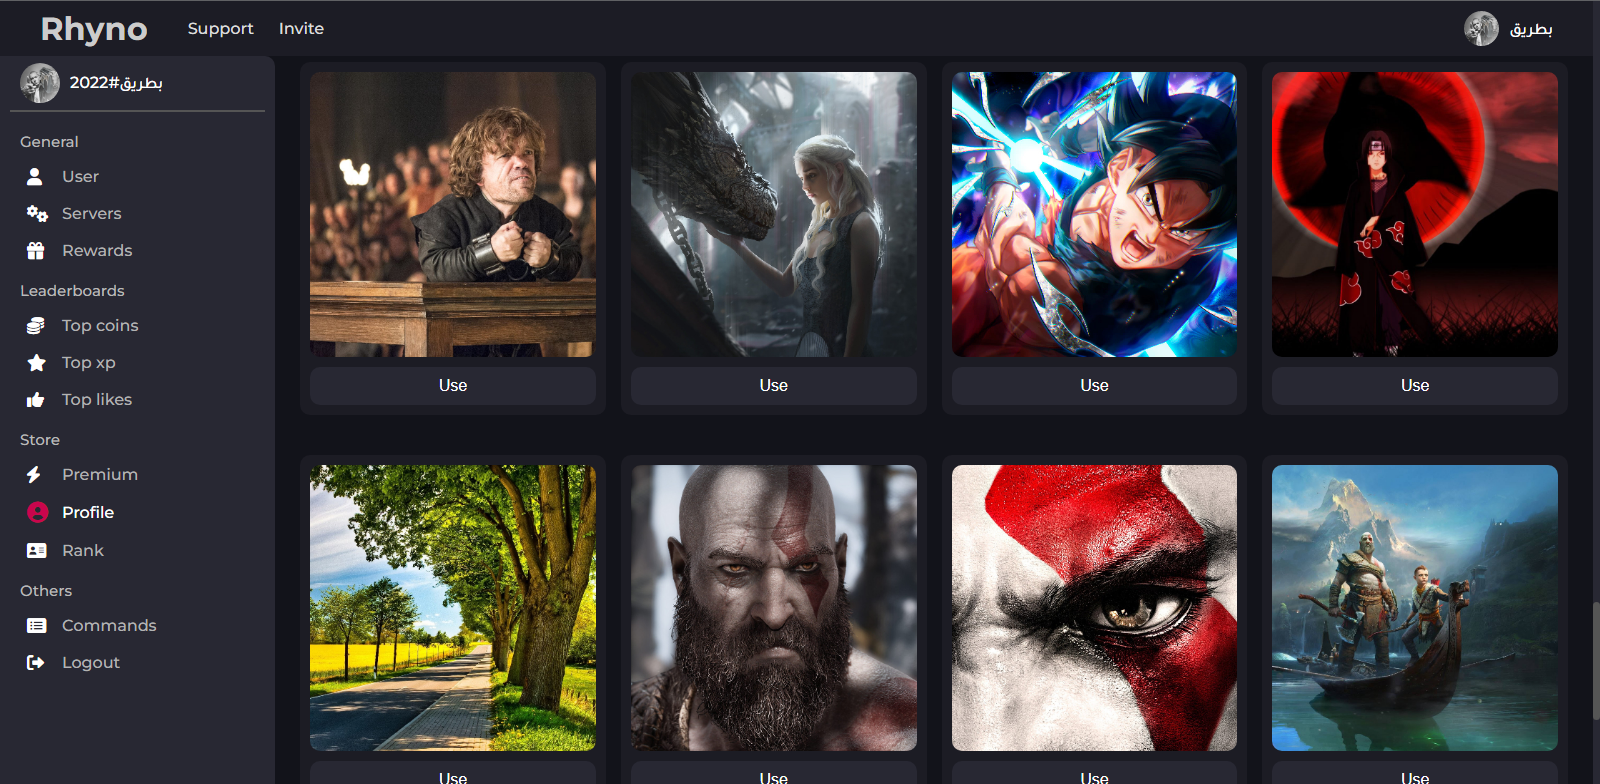 Rhyno
Support
Invite
بطريق
بطريق#2022
General
User
Servers
Rewards
Leaderboards
Top coins
Top xp
Top likes
Store
Premium
Profile
Rank
Others
Commands
Logout
Use
Use
Use
Use
Use
Use
Use
Use